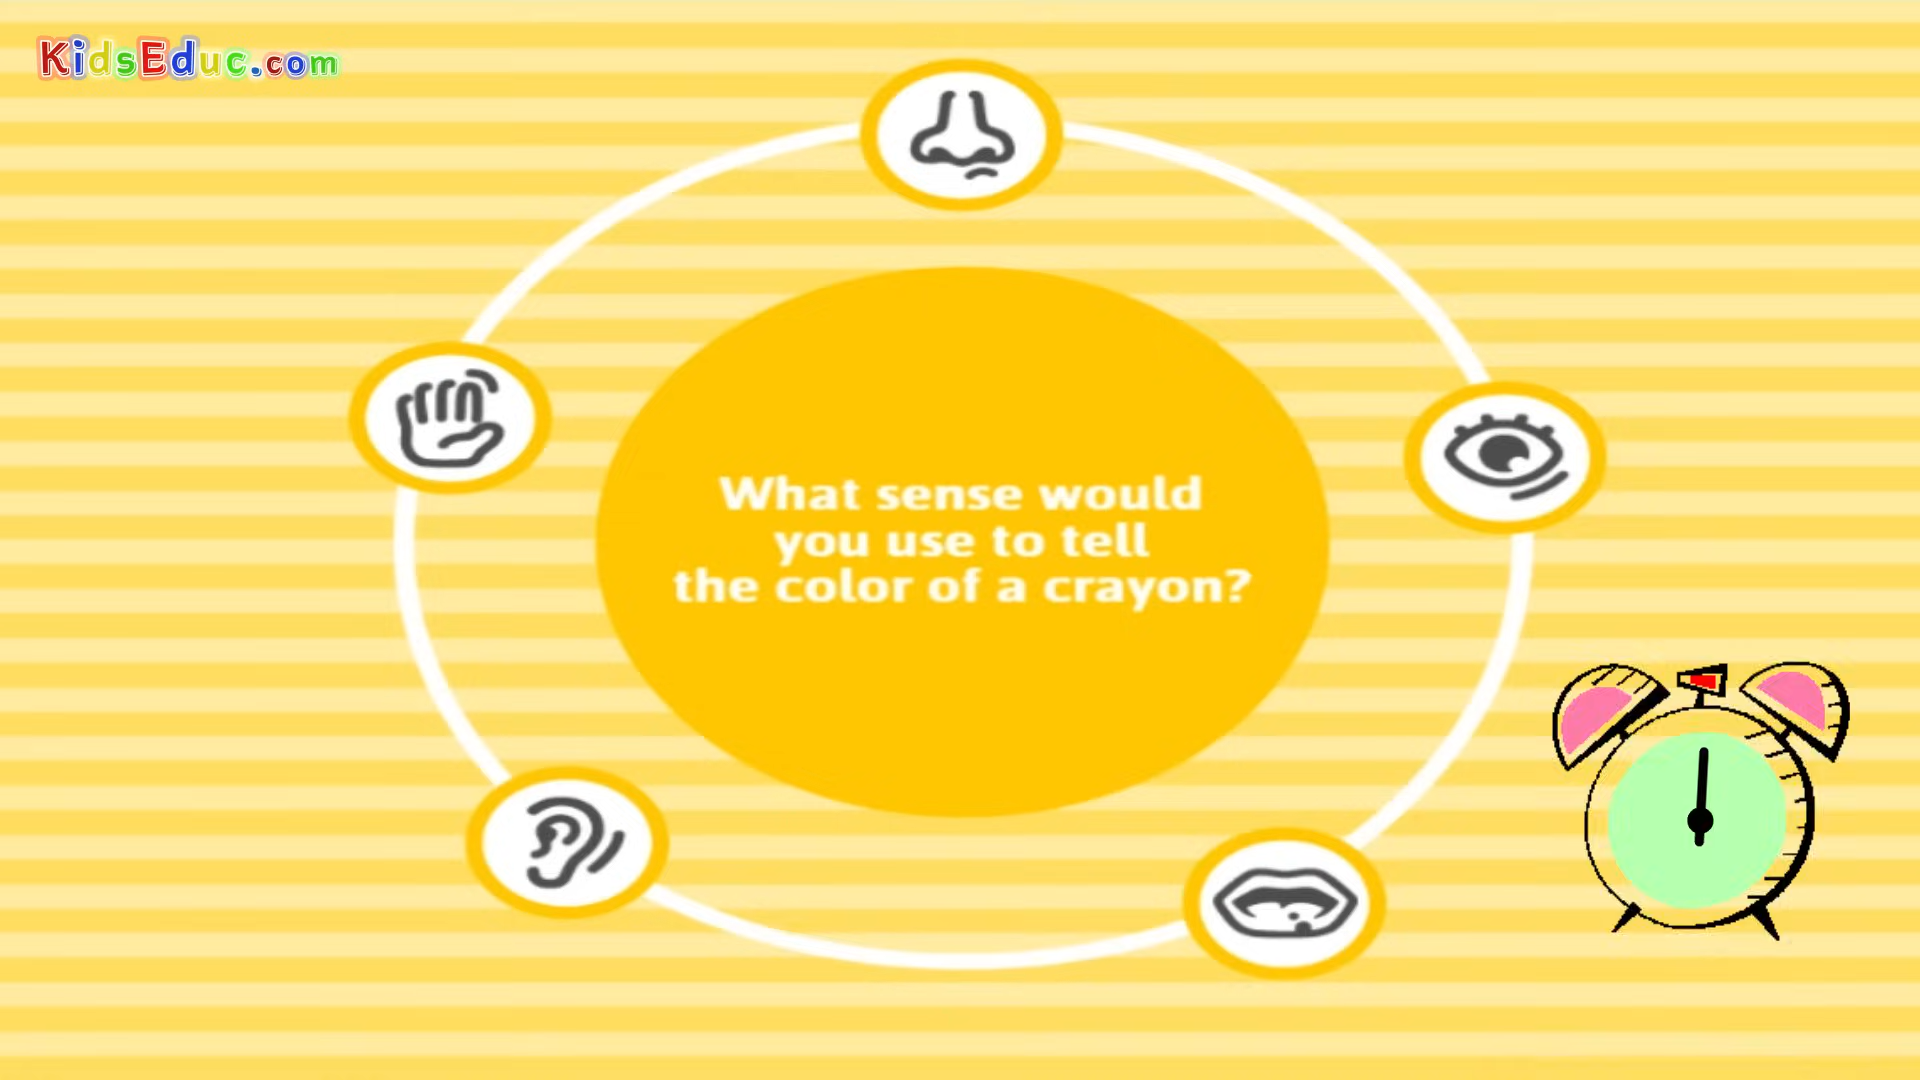 KidsEduc.com
What sense would
you use to tell
the color of a crayon?